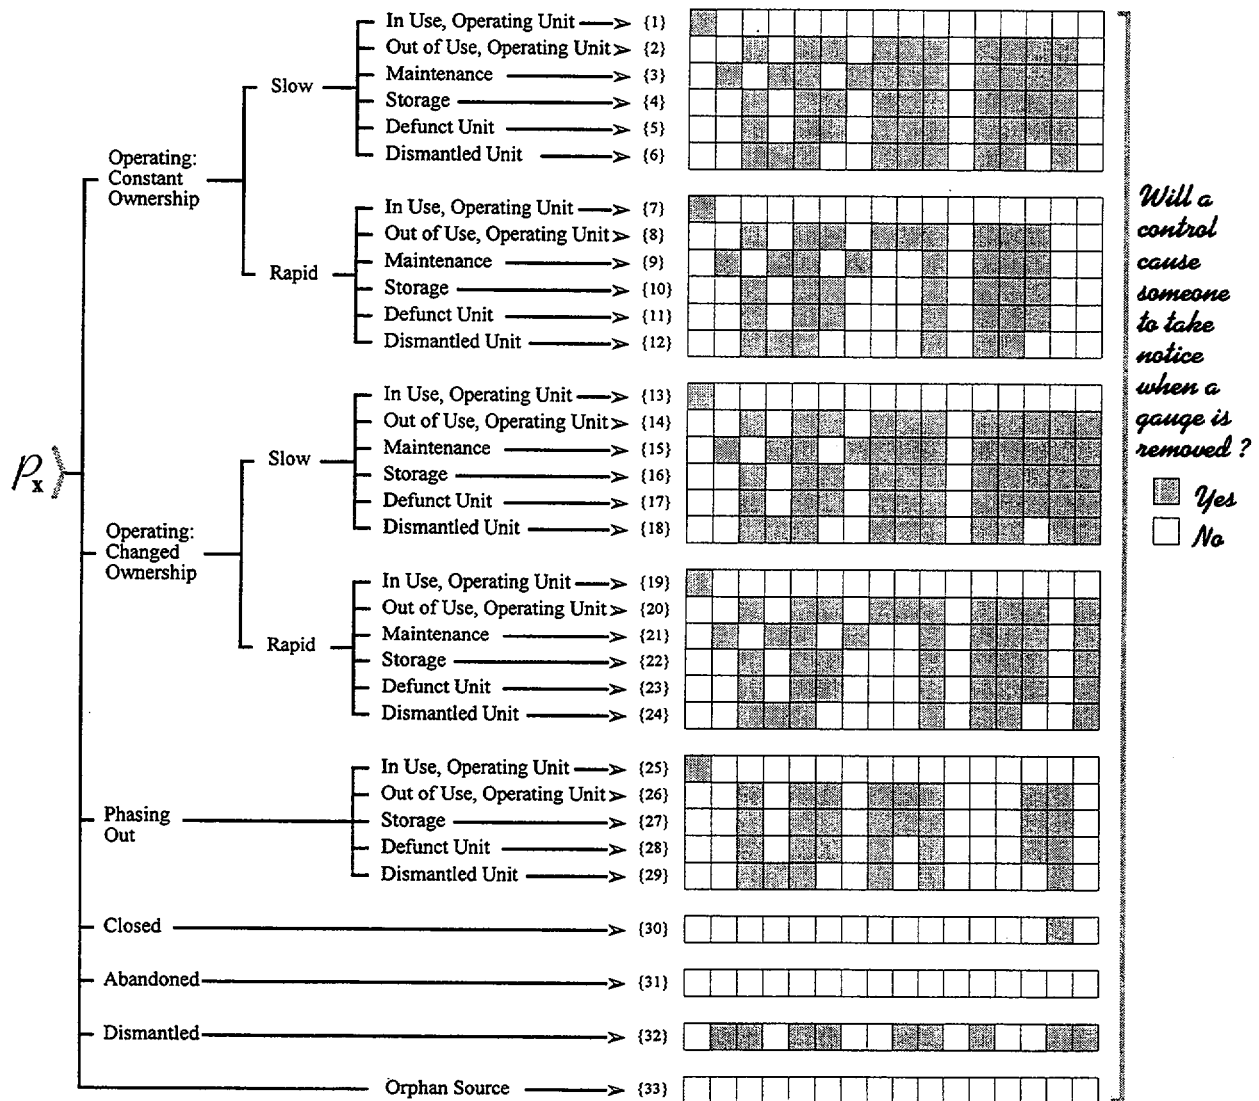 In Use, Operating Unit {1}
Out of Use, Operating Unit {2}
Maintenance {3}
Slow
Storage {4}
Defunct Unit {5}
Dismantled Unit {6}
Operating:
Constant
Ownership
In Use, Operating Unit {7}
Out of Use, Operating Unit {8}
Maintenance {9}
Rapid
Storage {10}
Defunct Unit {11}
Dismantled Unit {12}
In Use, Operating Unit {13}
Out of Use, Operating Unit {14}
Maintenance {15}
Slow
Storage {16}
Defunct Unit {17}
Dismantled Unit {18}
Px
Operating:
Changed
Ownership
In Use, Operating Unit {19}
Out of Use, Operating Unit {20}
Maintenance {21}
Rapid
Storage {22}
Defunct Unit {23}
Dismantled Unit {24}
In Use, Operating Unit {25}
Out of Use, Operating Unit {26}
Phasing
Out
Storage {27}
Defunct Unit {28}
Dismantled Unit {29}
Closed {30}
Abandoned {31}
Dismantled {32}
Orphan Source {33}
Will a
control
cause
someone
to take
notice
when a
gauge is
removed ?
Yes
No